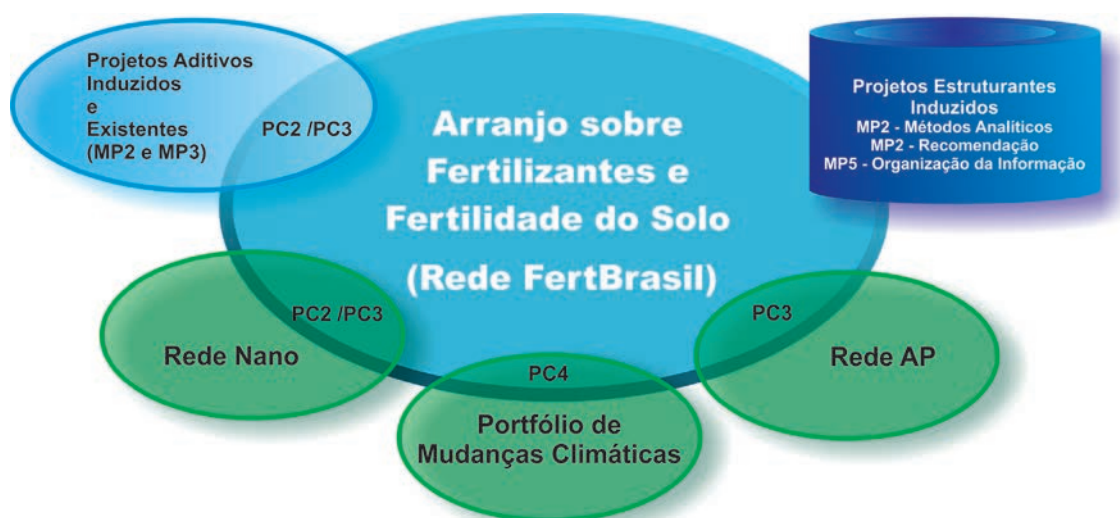 Projetos Aditivos
Induzidos
e
Existentes
(MP2 e MP3)
PC2 /PC3
Arranjo sobre
Fertilizantes e
Fertilidade do Solo
(Rede FertBrasil)
Projetos Estruturantes
Induzidos
MP2 - Métodos Analíticos
MP2 - Recomendação
MP5 - Organização da Informação
PC2 /PC3
Rede Nano
PC4
Portfólio de
Mudanças Climáticas
PC3
Rede AP